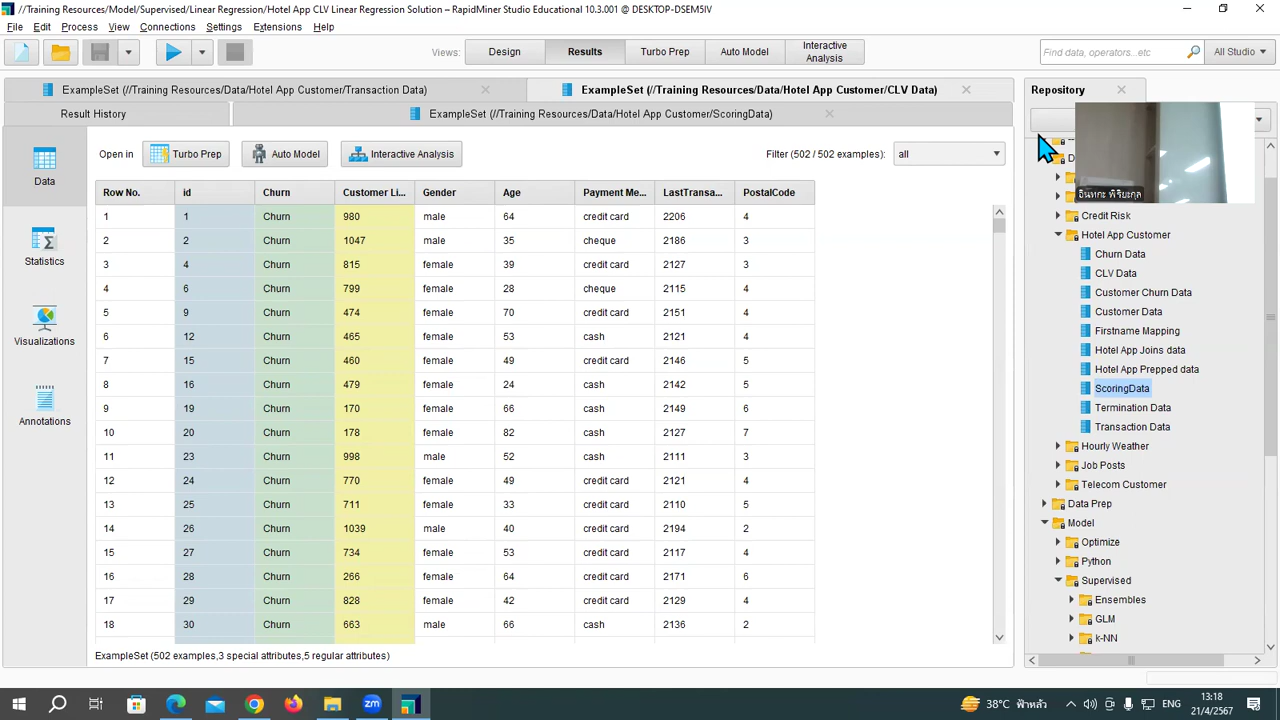 //Training Resources/Model/Supervised/Linear Regression/Hotel App CLV Linear Regression Solution – RapidMiner Studio Educational 10.3.001 @ DESKTOP-DSEM5IV
File Edit Process View Connections Settings Extensions Help
Views: Design Results Turbo Prep Auto Model Interactive Analysis Find data, operators...etc All Studio
ExampleSet (//Training Resources/Data/Hotel App Customer/Transaction Data) ExampleSet (//Training Resources/Data/Hotel App Customer/CLV Data) Repository
Result History ExampleSet (//Training Resources/Data/Hotel App Customer/ScoringData)
Open in Turbo Prep Auto Model Interactive Analysis Filter (502 / 502 examples): all
Data
Statistics
Visualizations
Annotations
Row No. id Churn Customer Li... Gender Age Payment Me... LastTransa... PostalCode
1 1 Churn 980 male 64 credit card 2206 4
2 2 Churn 1047 male 35 cheque 2186 3
3 4 Churn 815 female 39 credit card 2127 3
4 6 Churn 799 female 28 cheque 2115 4
5 9 Churn 474 female 70 credit card 2151 4
6 12 Churn 465 female 53 cash 2121 4
7 15 Churn 460 female 49 credit card 2146 5
8 16 Churn 479 female 24 cash 2142 5
9 19 Churn 170 female 66 cash 2149 6
10 20 Churn 178 female 82 cash 2127 7
11 23 Churn 998 male 52 cash 2111 3
12 24 Churn 770 female 49 credit card 2121 4
13 25 Churn 711 female 33 credit card 2110 5
14 26 Churn 1039 male 40 credit card 2194 2
15 27 Churn 734 female 53 credit card 2117 4
16 28 Churn 266 female 64 credit card 2171 6
17 29 Churn 828 female 42 credit card 2129 4
18 30 Churn 663 male 66 cash 2136 2
ExampleSet (502 examples,3 special attributes,5 regular attributes)
Credit Risk
Hotel App Customer
Churn Data
CLV Data
Customer Churn Data
Customer Data
Firstname Mapping
Hotel App Joins data
Hotel App Prepped data
ScoringData
Termination Data
Transaction Data
Hourly Weather
Job Posts
Telecom Customer
Data Prep
Model
Optimize
Python
Supervised
Ensembles
GLM
k-NN
38°C ฟ้าหลัว ENG
13:18
21/4/2567